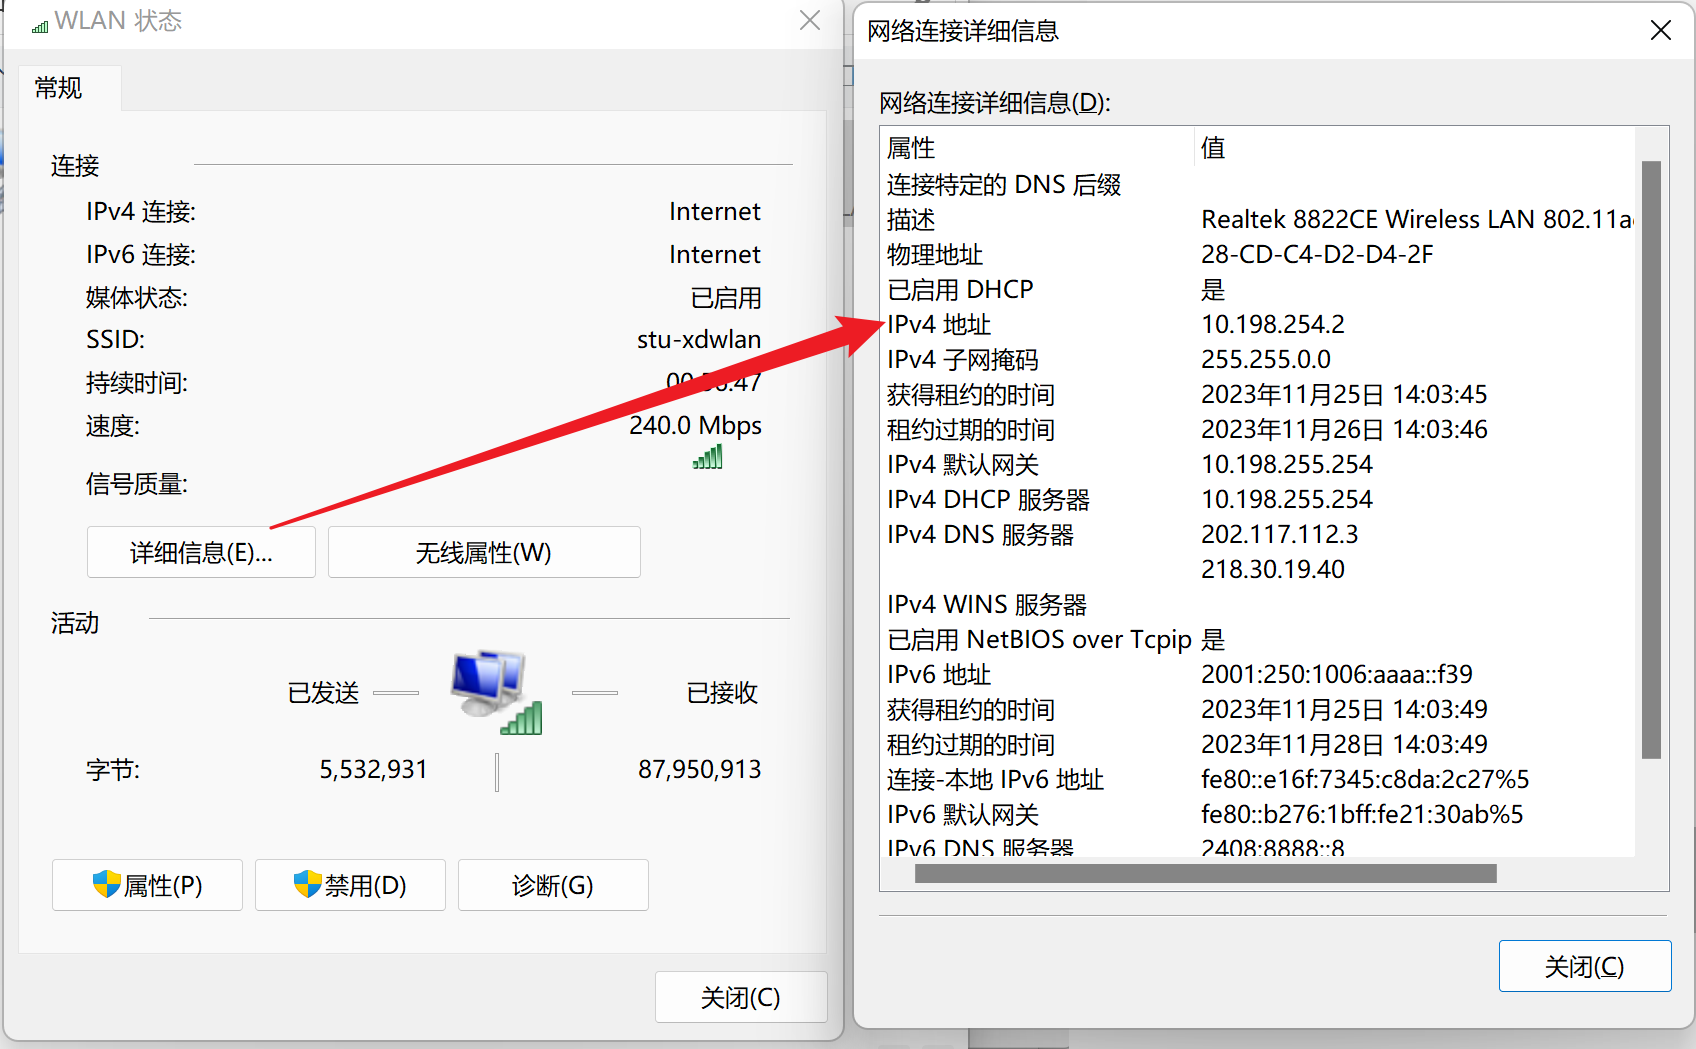 WLAN 状态
常规
连接
IPv4 连接: Internet
IPv6 连接: Internet
媒体状态: 已启用
SSID: stu-xdwlan
持续时间: 47
速度: 240.0 Mbps
信号质量:
详细信息(E)... 无线属性(W)
活动
已发送 已接收
字节: 5,532,931 87,950,913
属性(P) 禁用(D) 诊断(G)
关闭(C)
网络连接详细信息
网络连接详细信息(D):
属性 值
连接特定的 DNS 后缀
描述 Realtek 8822CE Wireless LAN 802.11a
物理地址 28-CD-C4-D2-D4-2F
已启用 DHCP 是
IPv4 地址 10.198.254.2
IPv4 子网掩码 255.255.0.0
获得租约的时间 2023年11月25日 14:03:45
租约过期的时间 2023年11月26日 14:03:46
IPv4 默认网关 10.198.255.254
IPv4 DHCP 服务器 10.198.255.254
IPv4 DNS 服务器 202.117.112.3
218.30.19.40
IPv4 WINS 服务器
已启用 NetBIOS over Tcpip 是
IPv6 地址 2001:250:1006:aaaa::f39
获得租约的时间 2023年11月25日 14:03:49
租约过期的时间 2023年11月28日 14:03:49
连接-本地 IPv6 地址 fe80::e16f:7345:c8da:2c27%5
IPv6 默认网关 fe80::b276:1bff:fe21:30ab%5
IPv6 DNS 服务器 2408:8888::8
关闭(C)